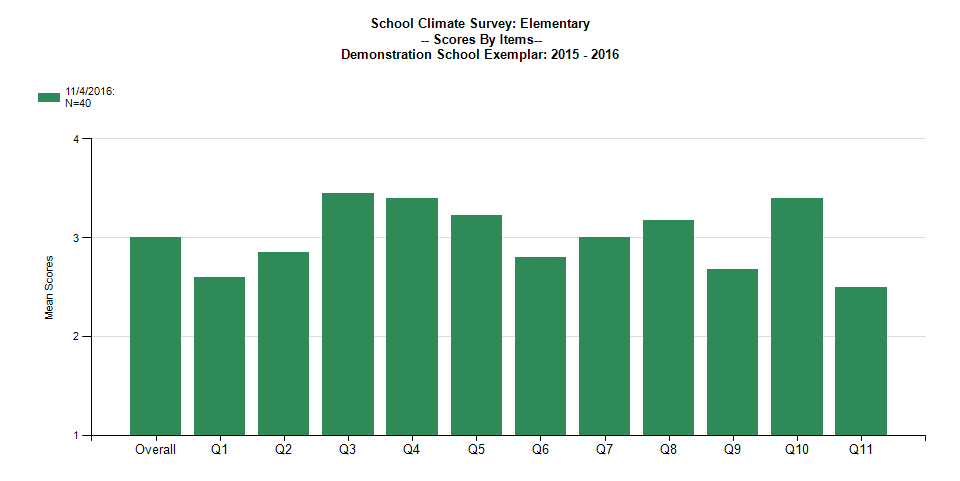 School Climate Survey: Elementary
-- Scores By Items--
Demonstration School Exemplar: 2015 - 2016
11/4/2016:
N=40
4
3
2
1
Mean Scores
Overall Q1 Q2 Q3 Q4 Q5 Q6 Q7 Q8 Q9 Q10 Q11